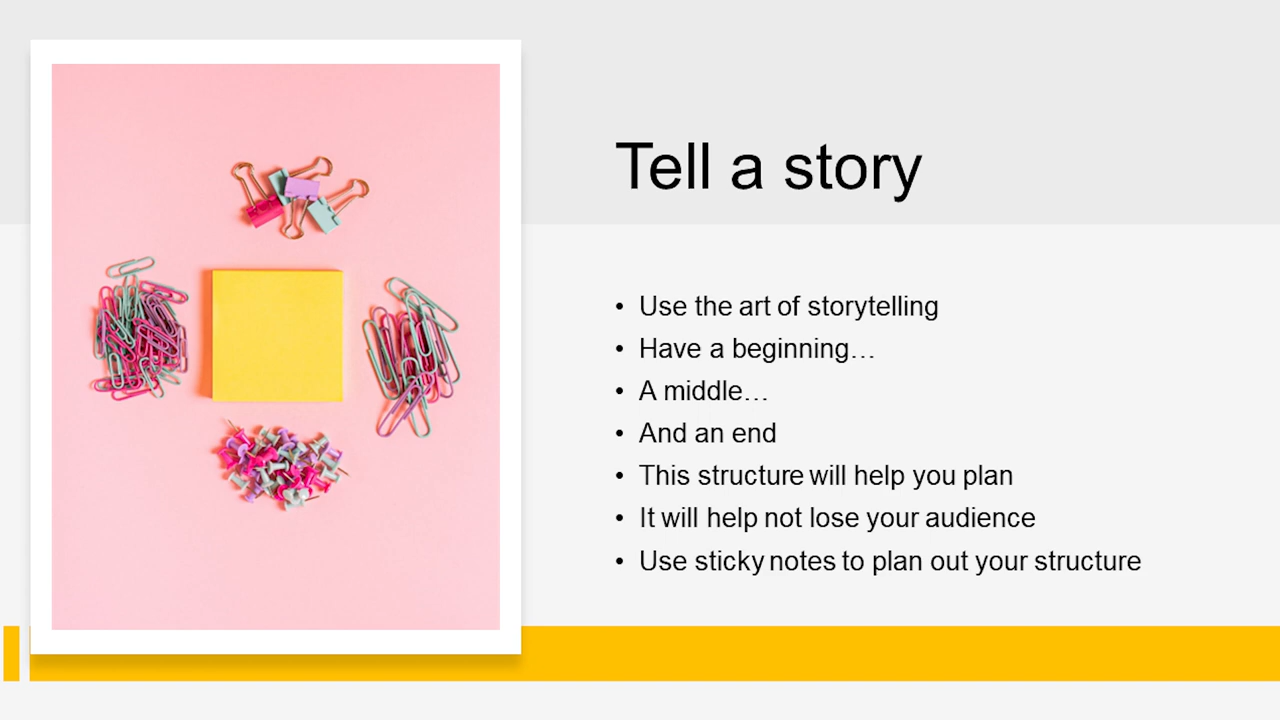 Tell a story
• Use the art of storytelling
• Have a beginning…
• A middle…
• And an end
• This structure will help you plan
• It will help not lose your audience
• Use sticky notes to plan out your structure